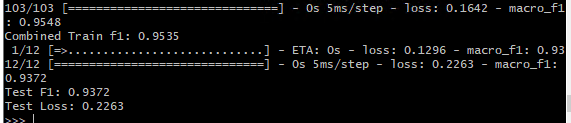 103/103 [==============================] - 0s 5ms/step - loss: 0.1642 - macro_f1
: 0.9548
Combined Train f1: 0.9535
 1/12 [=>............................] - ETA: 0s - loss: 0.1296 - macro_f1: 0.93
12/12 [==============================] - 0s 5ms/step - loss: 0.2263 - macro_f1:
0.9372
Test F1: 0.9372
Test Loss: 0.2263
>>>